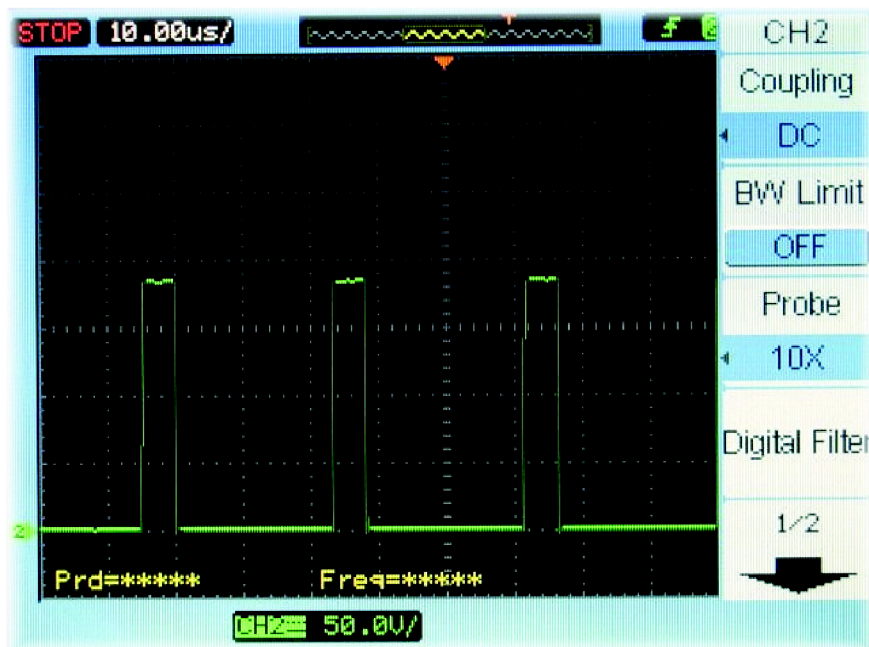 STOP 10.00us/
CH2
Coupling
DC
BW Limit
OFF
Probe
10X
Digital Filter
1/2
2
Prd=***** Freq=*****
CH2 50.0V/